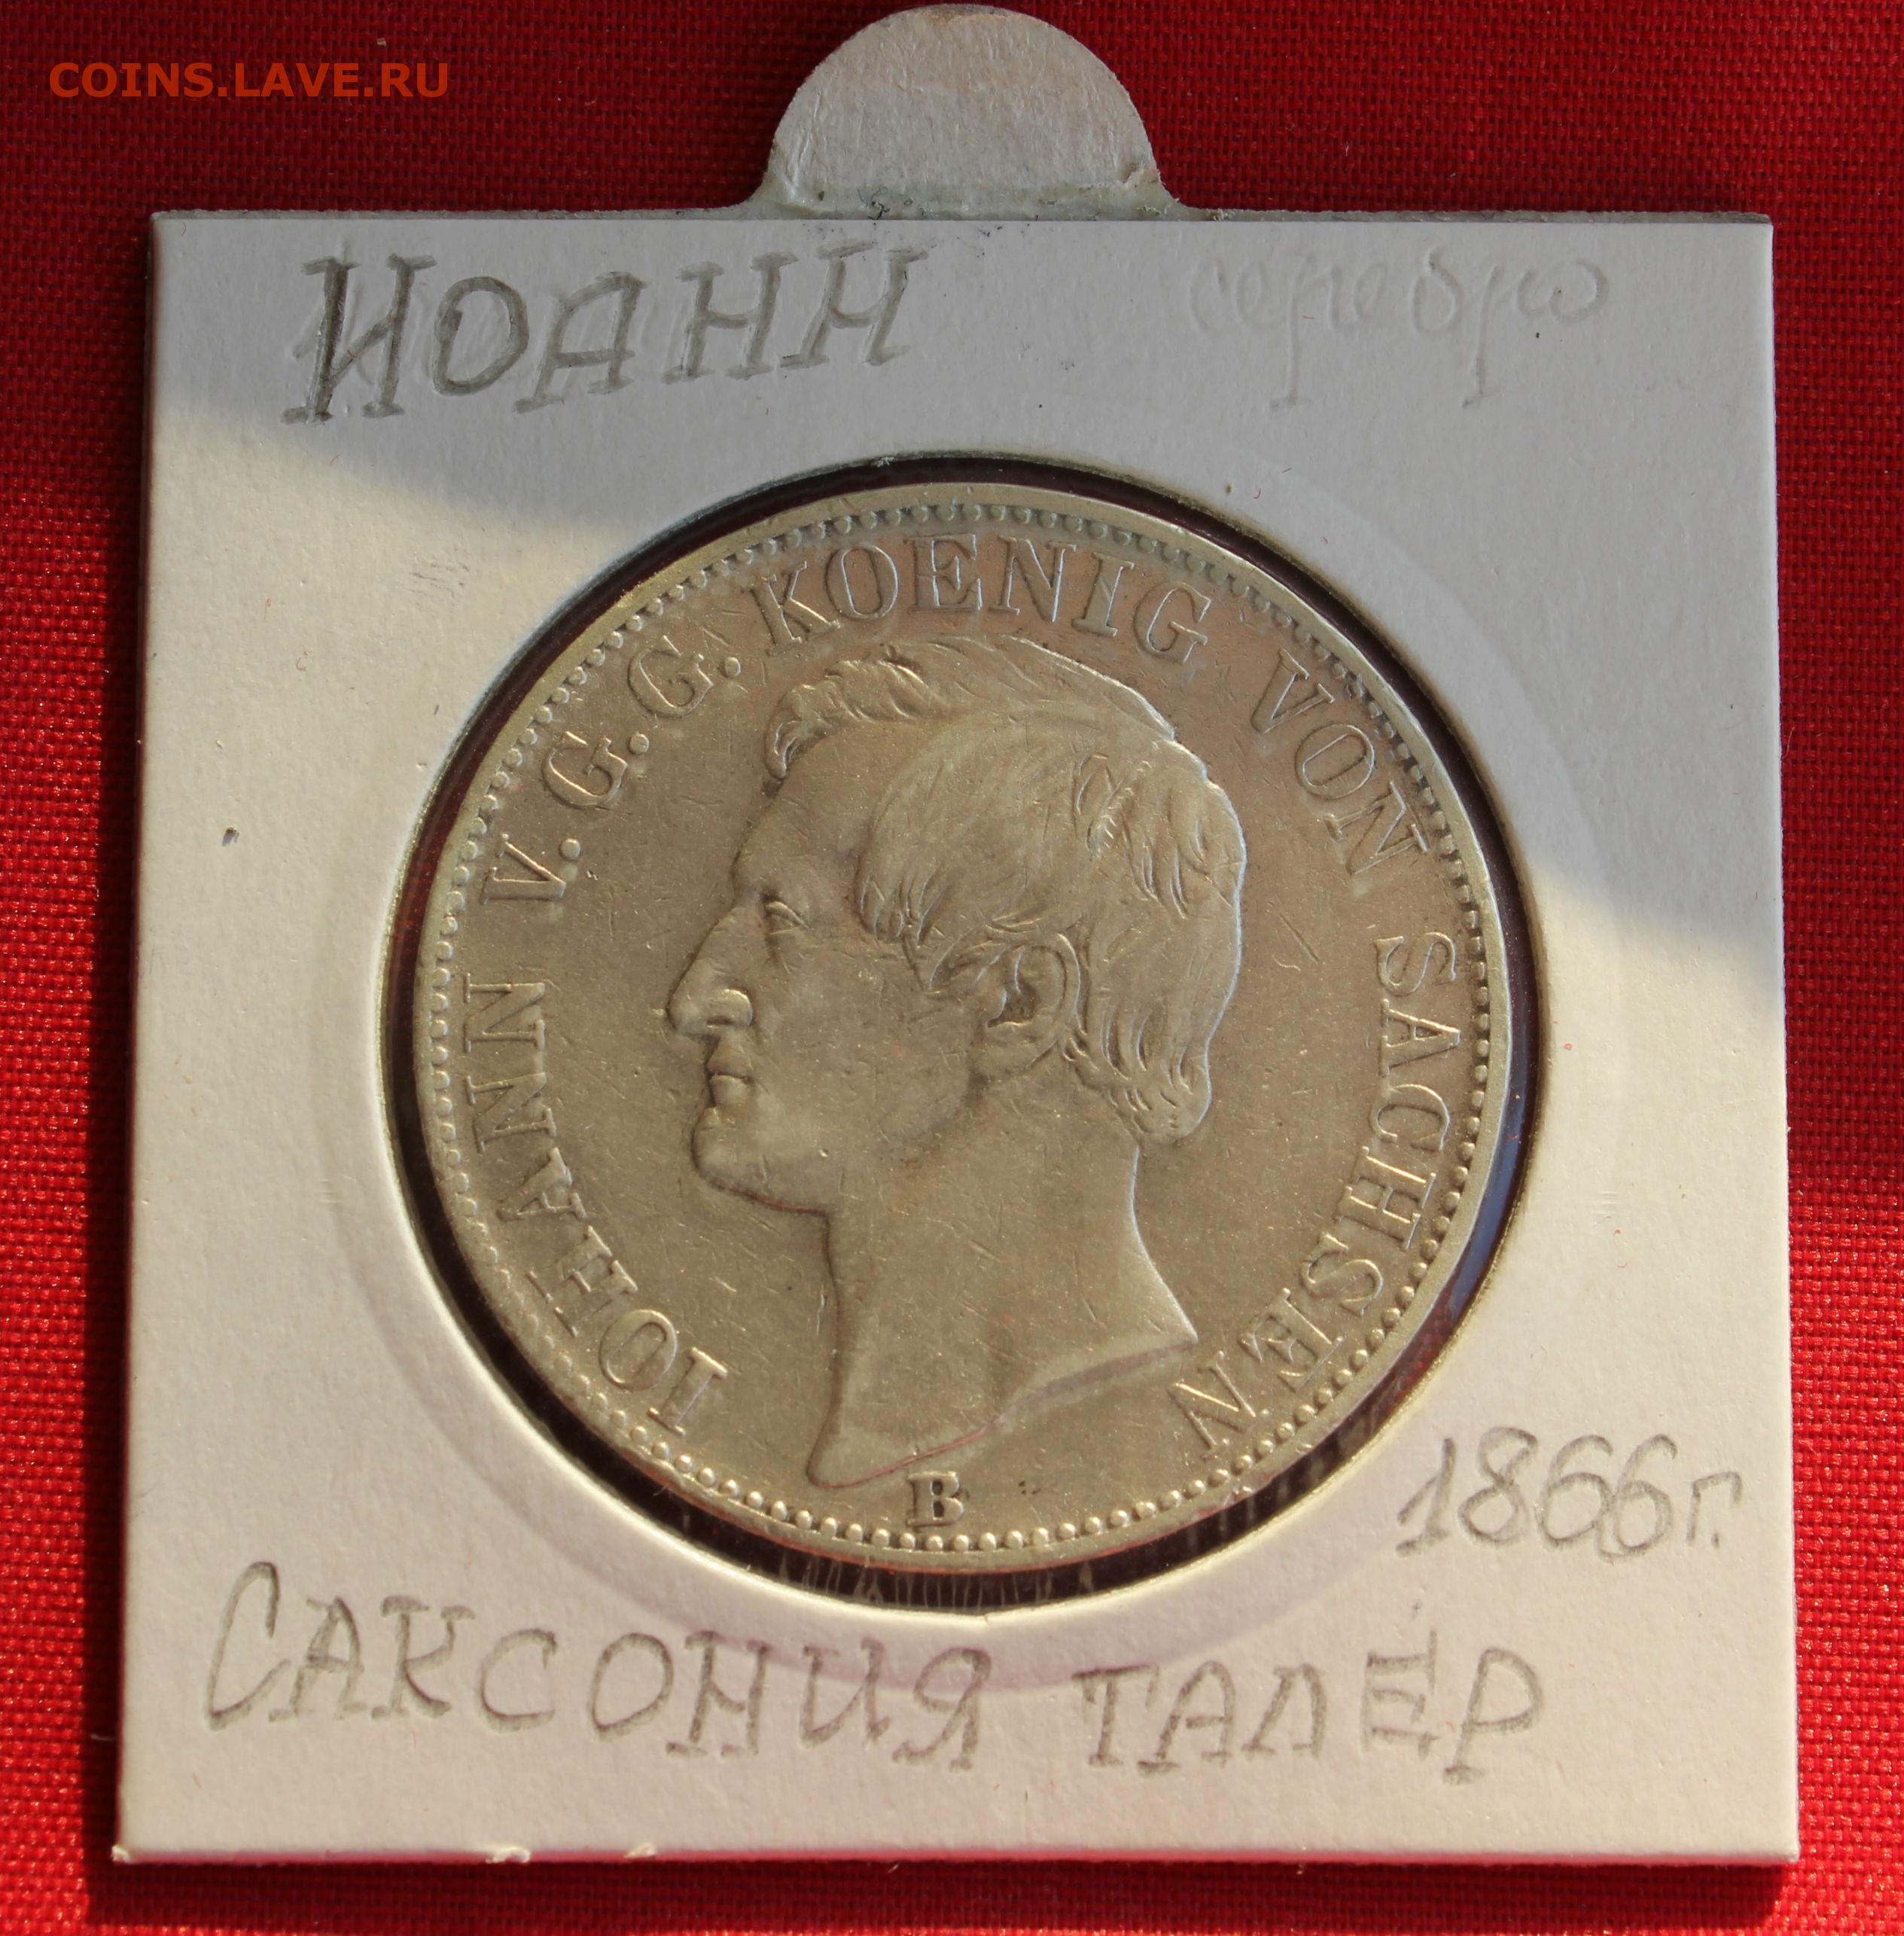 COINS.LAVE.RU
ИОАНН серебро
IOHANN V. G. G. KOENIG VON SACHSEN
B
1866г.
САКСОНИЯ ТАЛЕР